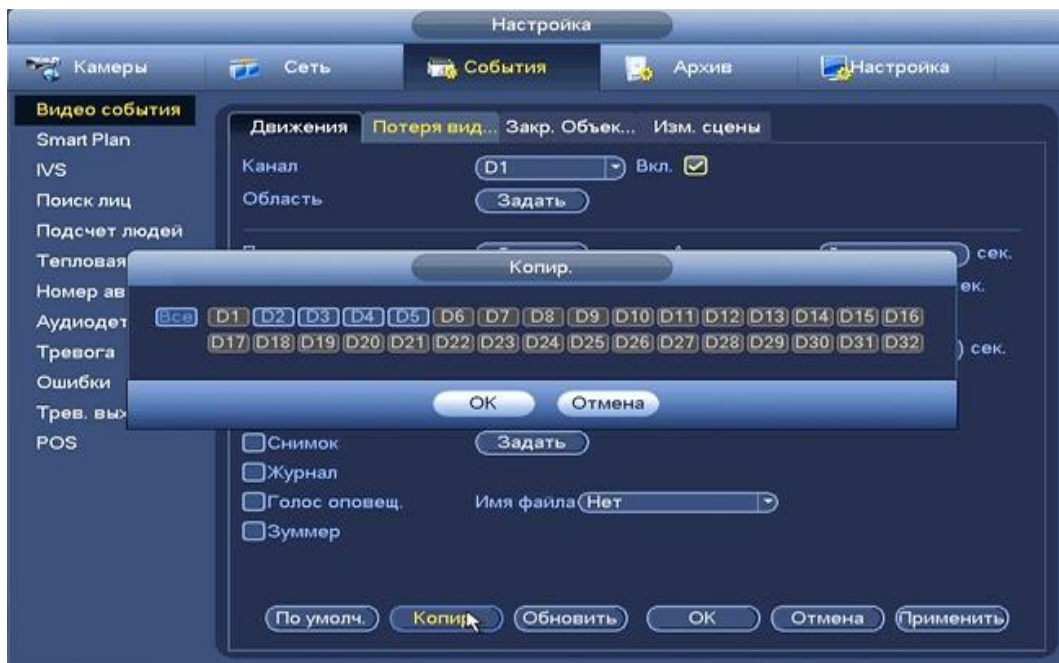 Настройка
Камеры Сеть События Архив Настройка
Видео события
Smart Plan
IVS
Поиск лиц
Подсчет людей
Тепловая
Номер ав
Аудиодет
Тревога
Ошибки
Трев. вых
POS
Движения Потеря вид... Закр. Объек... Изм. сцены
Канал D1 Вкл.
Область Задать
сек.
ек.
сек.
Копир.
Все D1 D2 D3 D4 D5 D6 D7 D8 D9 D10 D11 D12 D13 D14 D15 D16
D17 D18 D19 D20 D21 D22 D23 D24 D25 D26 D27 D28 D29 D30 D31 D32
OK Отмена
Снимок Задать
Журнал
Голос оповещ. Имя файла Нет
Зуммер
По умолч. Копир. Обновить OK Отмена Применить